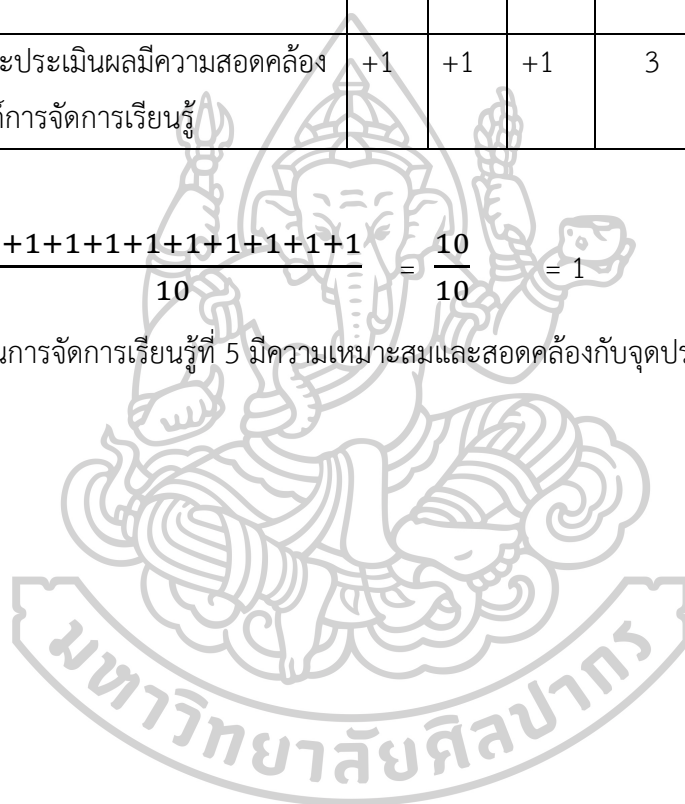 ะประเมินผลมีความสอดคล้อง +1 +1 +1 3
การจัดการเรียนรู้
+1+1+1+1+1+1+1+1+1
10
= 10
10
= 1
การจัดการเรียนรู้ที่ 5 มีความเหมาะสมและสอดคล้องกับจุดประ
มหาวิทยาลัยศิลปากร